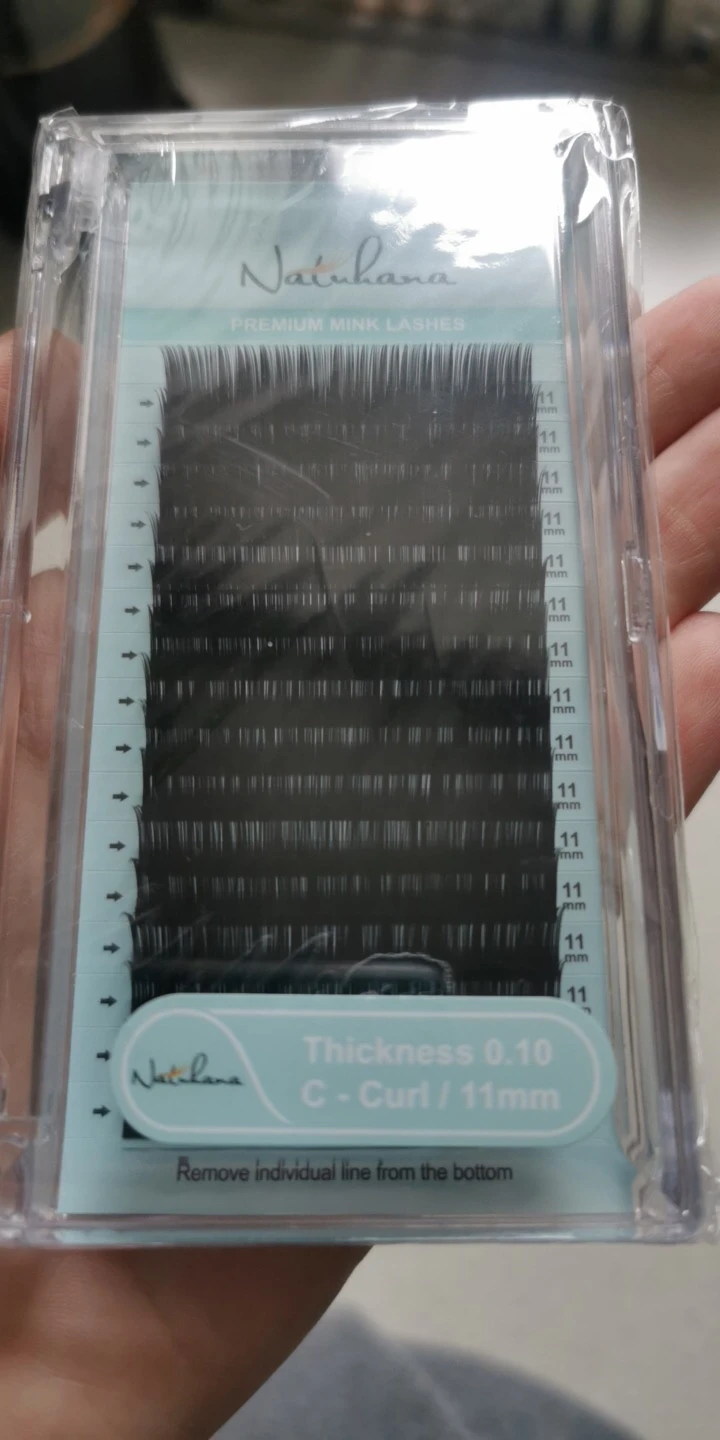 Natuhana
PREMIUM MINK LASHES
11
mm
11
mm
11
mm
11
mm
11
mm
11
mm
11
mm
11
mm
11
mm
11
mm
11
mm
11
mm
11
mm
11
Natuhana
Thickness 0.10
C - Curl / 11mm
Remove individual line from the bottom